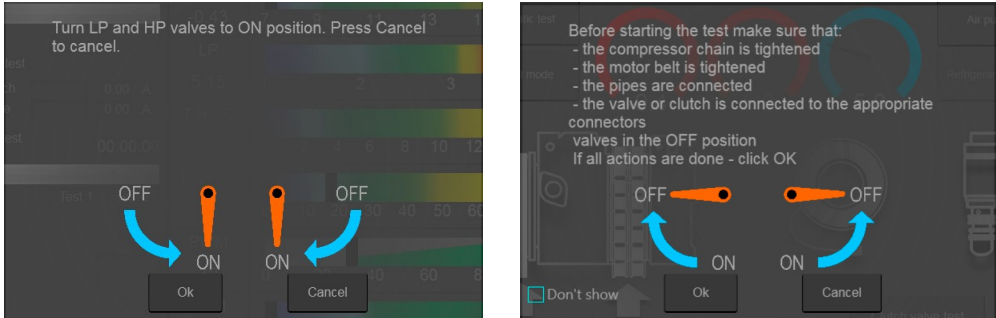 Turn LP and HP valves to ON position. Press Cancel
to cancel.
OFF
OFF
ON
ON
Ok
Cancel
Test 1
Before starting the test make sure that:
- the compressor chain is tightened
- the motor belt is tightened
- the pipes are connected
- the valve or clutch is connected to the appropriate
connectors
valves in the OFF position
If all actions are done - click OK
OFF
OFF
ON
ON
Don't show
Ok
Cancel